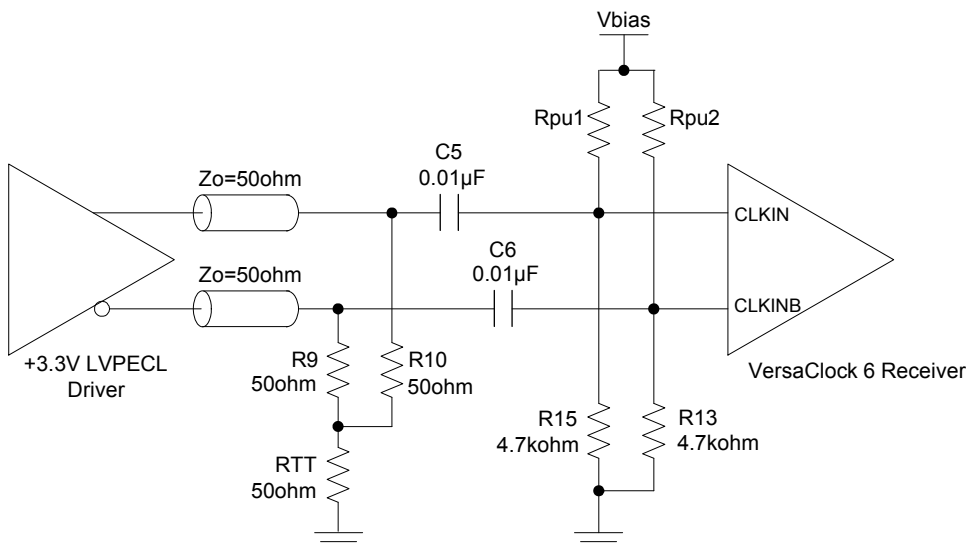 Vbias
Rpu1
Rpu2
C5
0.01µF
Zo=50ohm
CLKIN
C6
0.01µF
Zo=50ohm
CLKINB
+3.3V LVPECL
Driver
R9
50ohm
R10
50ohm
VersaClock 6 Receiver
R15
4.7kohm
R13
4.7kohm
RTT
50ohm